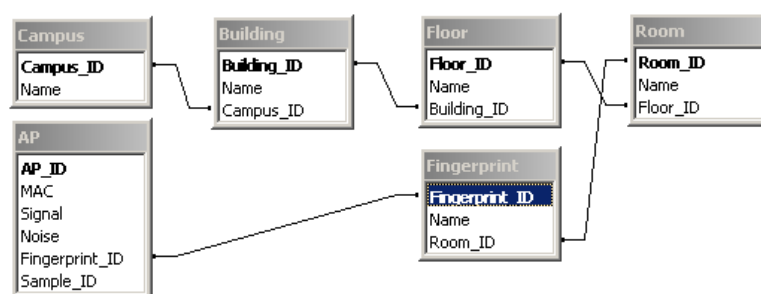 Campus
Campus_ID
Name
Building
Building_ID
Name
Campus_ID
Floor
Floor_ID
Name
Building_ID
Room
Room_ID
Name
Floor_ID
AP
AP_ID
MAC
Signal
Noise
Fingerprint_ID
Sample_ID
Fingerprint
Fingerprint_ID
Name
Room_ID